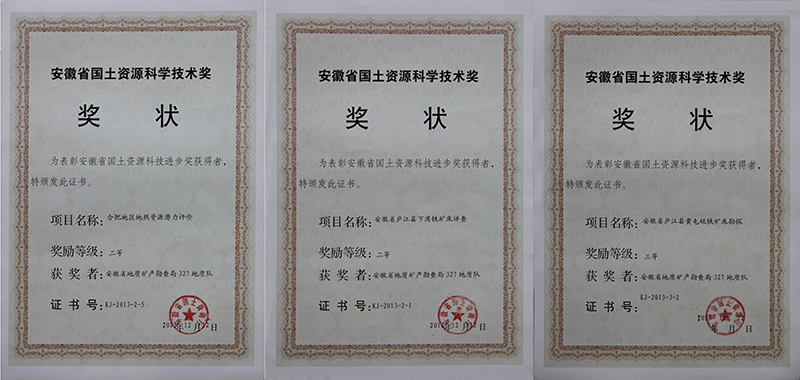 安徽省国土资源科学技术奖
奖 状
为表彰安徽省国土资源科技进步奖获得者，
特颁发此证书。
项目名称：合肥地区地热资源潜力评价
奖励等级：二等
获 奖 者：安徽省地质矿产勘查局327地质队
证 书 号：KJ-2013-2-5
年 月 日
安徽省国土资源科学技术奖
奖 状
为表彰安徽省国土资源科技进步奖获得者，
特颁发此证书。
项目名称：安徽省庐江县下湾铁矿床详查
奖励等级：二等
获 奖 者：安徽省地质矿产勘查局327地质队
证 书 号：KJ-2013-2-1
年 月 日
安徽省国土资源科学技术奖
奖 状
为表彰安徽省国土资源科技进步奖获得者，
特颁发此证书。
项目名称：安徽省庐江县黄屯硫铁矿床勘探
奖励等级：三等
获 奖 者：安徽省地质矿产勘查局327地质队
证 书 号：KJ-2013-3-2
年 月 日